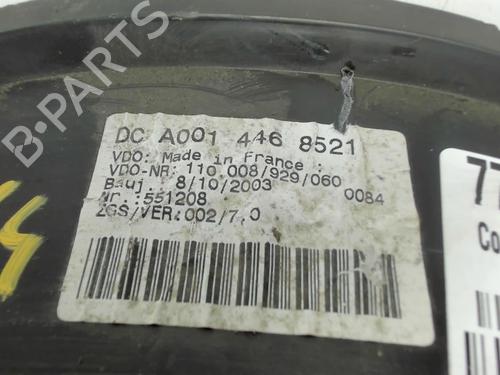 DC A001 446 8521
VDO: Made in France :
VDO-NR: 110.008/929/060
Bauj.: 8/10/2003 0084
Nr.:551208
ZGS/VER:002/7.0
77
Co
B-PARTS